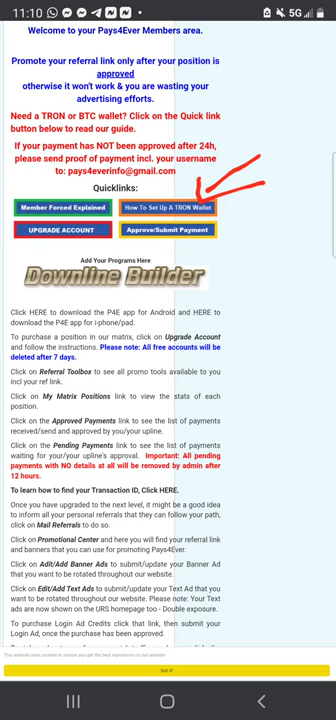 11:10
5G
Welcome to your Pays4Ever Members area.
Promote your referral link only after your position is
approved
otherwise it won't work & you are wasting your
advertising efforts.
Need a TRON or BTC wallet? Click on the Quick link
button below to read our guide.
If your payment has NOT been approved after 24h,
please send proof of payment incl. your username
to: pays4everinfo@gmail.com
Quicklinks:
Member Forced Explained
How To Set Up A TRON Wallet
UPGRADE ACCOUNT
Approve/Submit Payment
Add Your Programs Here
Downline Builder
Click HERE to download the P4E app for Android and HERE to
download the P4E app for i-phone/pad.
To purchase a position in our matrix, click on Upgrade Account
and follow the instructions. Please note: All free accounts will be
deleted after 7 days.
Click on Referral Toolbox to see all promo tools available to you
incl your ref link.
Click on My Matrix Positions link to view the stats of each
position.
Click on the Approved Payments link to see the list of payments
received/send and approved by you/your upline.
Click on the Pending Payments link to see the list of payments
waiting for your/your upline's approval. Important: All pending
payments with NO details at all will be removed by admin after
12 hours.
To learn how to find your Transaction ID, Click HERE.
Once you have upgraded to the next level, it might be a good idea
to inform all your personal referrals that they can follow your path,
click on Mail Referrals to do so.
Click on Promotional Center and here you will find your referral link
and banners that you can use for promoting Pays4Ever.
Click on Adit/Add Banner Ads to submit/update your Banner Ad
that you want to be rotated throughout our website.
Click on Edit/Add Text Ads to submit/update your Text Ad that you
want to be rotated throughout our website. Please note: Your Text
ads are now shown on the URS homepage too - Double exposure.
To purchase Login Ad Credits click that link, then submit your
Login Ad, once the purchase has been approved.
This website uses cookies to ensure you get the best experience on our website
Got it!